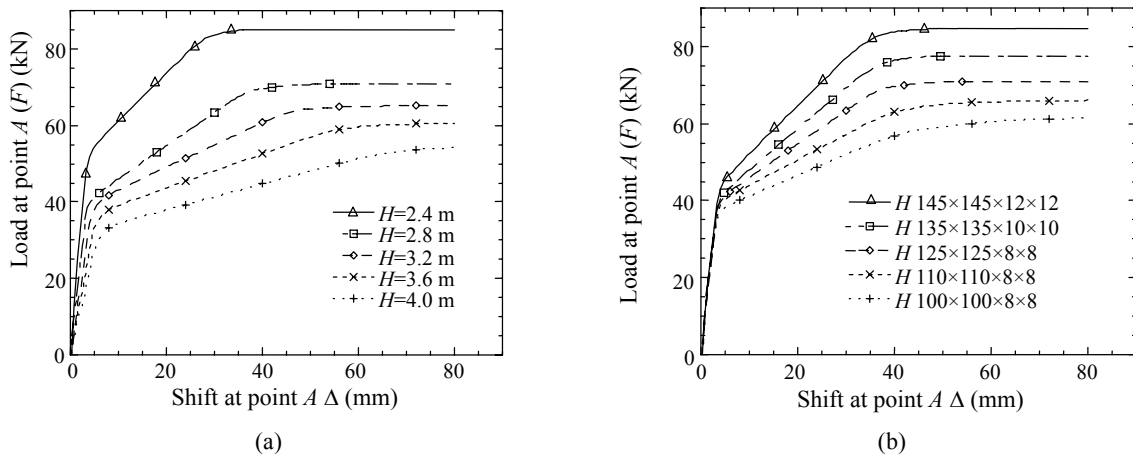 Load at point A (F) (kN)
80
60
40
20
0
H=2.4 m
H=2.8 m
H=3.2 m
H=3.6 m
H=4.0 m
0 20 40 60 80
Shift at point A Δ (mm)
(a)
Load at point A (F) (kN)
80
60
40
20
0
H 145×145×12×12
H 135×135×10×10
H 125×125×8×8
H 110×110×8×8
H 100×100×8×8
0 20 40 60 80
Shift at point A Δ (mm)
(b)